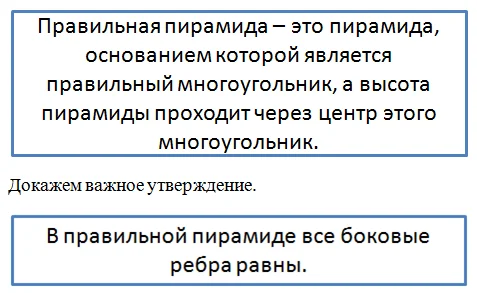 Правильная пирамида – это пирамида,
основанием которой является
правильный многоугольник, а высота
пирамиды проходит через центр этого
многоугольник.
Докажем важное утверждение.
В правильной пирамиде все боковые
ребра равны.